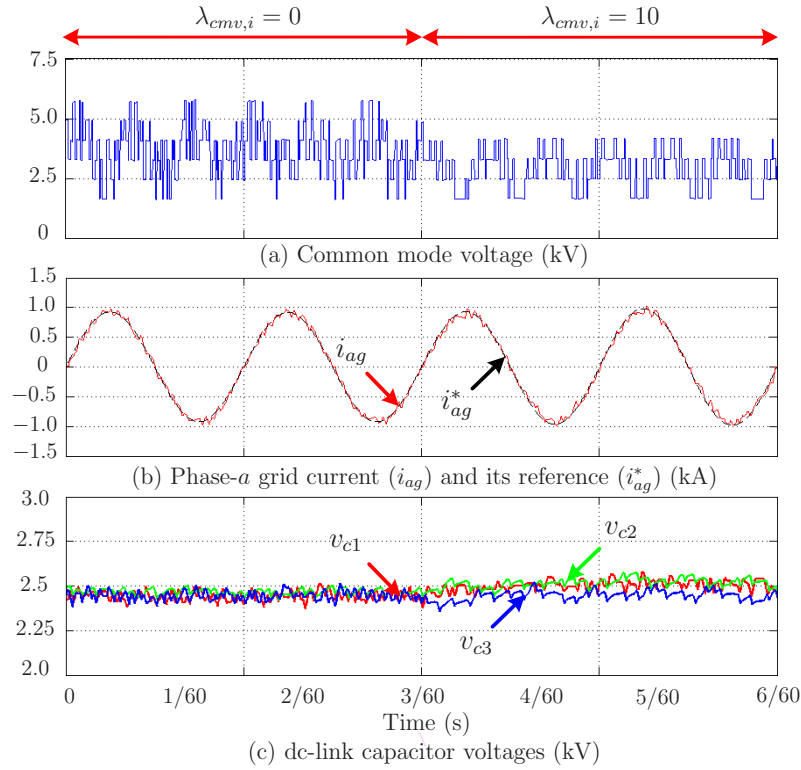 λcmv,i = 0
λcmv,i = 10
7.5
5.0
2.5
0
(a) Common mode voltage (kV)
1.5
1.0
0.5
0
−0.5
−1.0
−1.5
iag
i*ag
(b) Phase-a grid current (iag) and its reference (i*ag) (kA)
3.0
2.75
2.5
2.25
2.0
vc1
vc2
vc3
0 1/60 2/60 3/60 4/60 5/60 6/60
Time (s)
(c) dc-link capacitor voltages (kV)